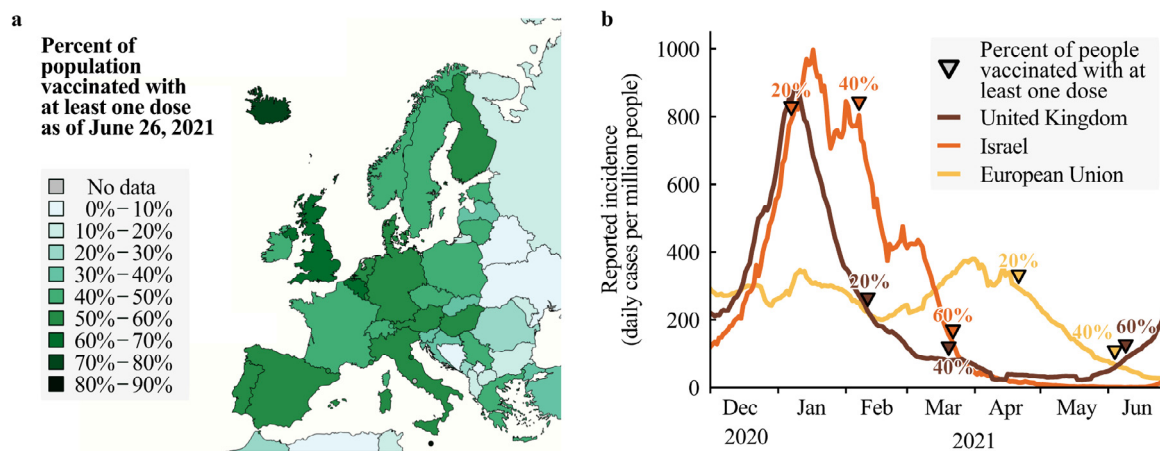 a
Percent of
population
vaccinated with
at least one dose
as of June 26, 2021
No data
0%–10%
10%–20%
20%–30%
30%–40%
40%–50%
50%–60%
60%–70%
70%–80%
80%–90%
b
Reported incidence
(daily cases per million people)
1000
800
600
400
200
0
20%
40%
20%
60%
40%
20%
40%
60%
Percent of people
vaccinated with at
least one dose
United Kingdom
Israel
European Union
Dec
Jan
Feb
Mar
Apr
May
Jun
2020
2021